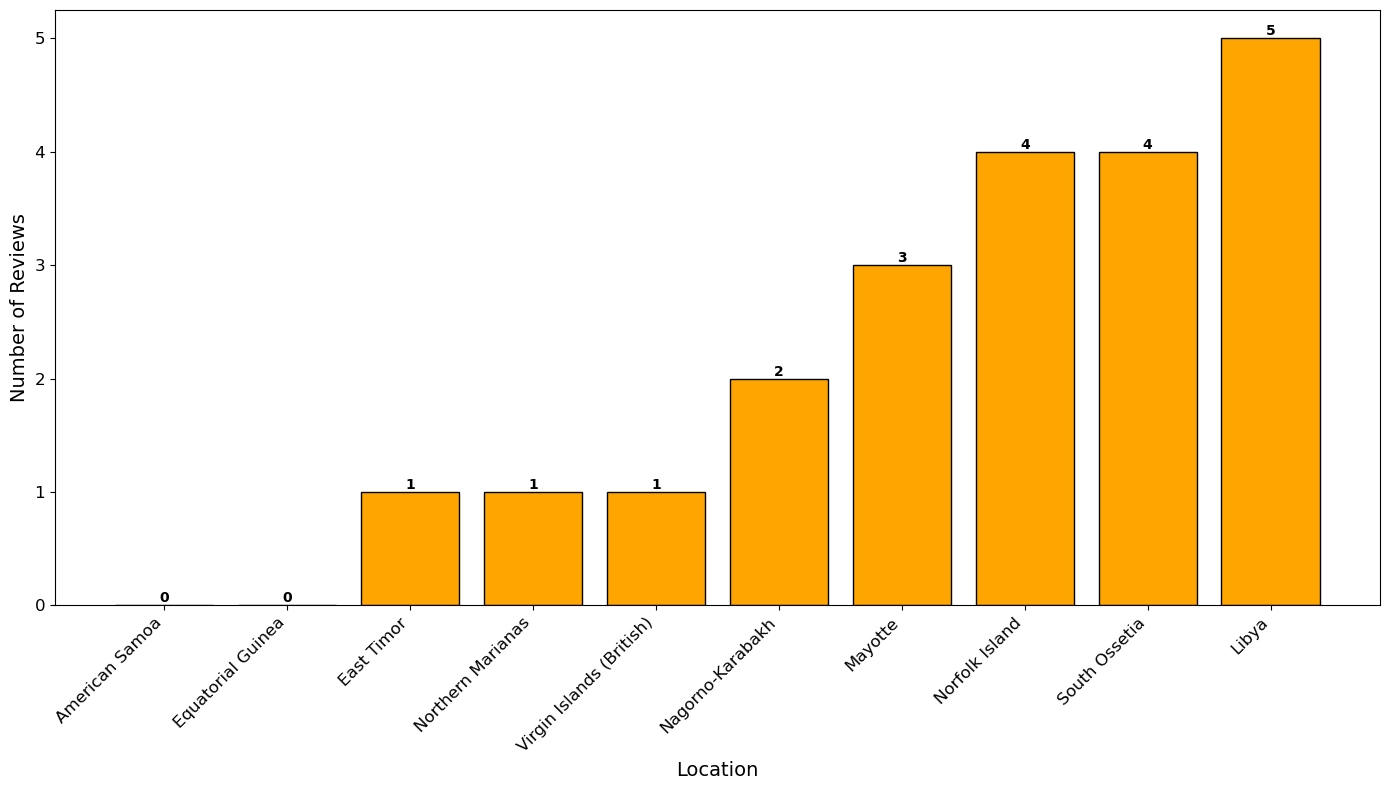 Number of Reviews
5
4
3
2
1
0
0
0
1
1
1
2
3
4
4
5
American Samoa
Equatorial Guinea
East Timor
Northern Marianas
Virgin Islands (British)
Nagorno-Karabakh
Mayotte
Norfolk Island
South Ossetia
Libya
Location